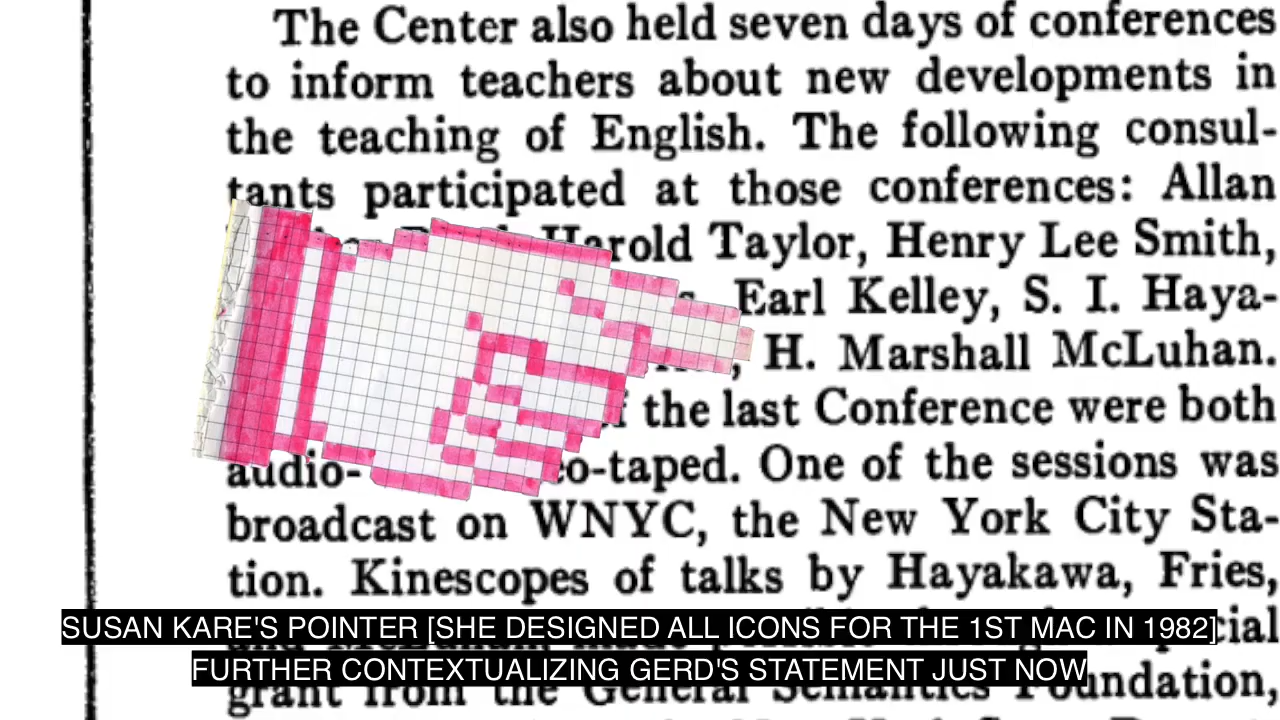 The Center also held seven days of conferences
to inform teachers about new developments in
the teaching of English. The following consul-
tants participated at those conferences: Allan
Harold Taylor, Henry Lee Smith,
Earl Kelley, S. I. Haya-
H. Marshall McLuhan.
the last Conference were both
audio- eo-taped. One of the sessions was
broadcast on WNYC, the New York City Sta-
tion. Kinescopes of talks by Hayakawa, Fries,
SUSAN KARE'S POINTER [SHE DESIGNED ALL ICONS FOR THE 1ST MAC IN 1982]
FURTHER CONTEXTUALIZING GERD'S STATEMENT JUST NOW
grant from the General Semantics Foundation,